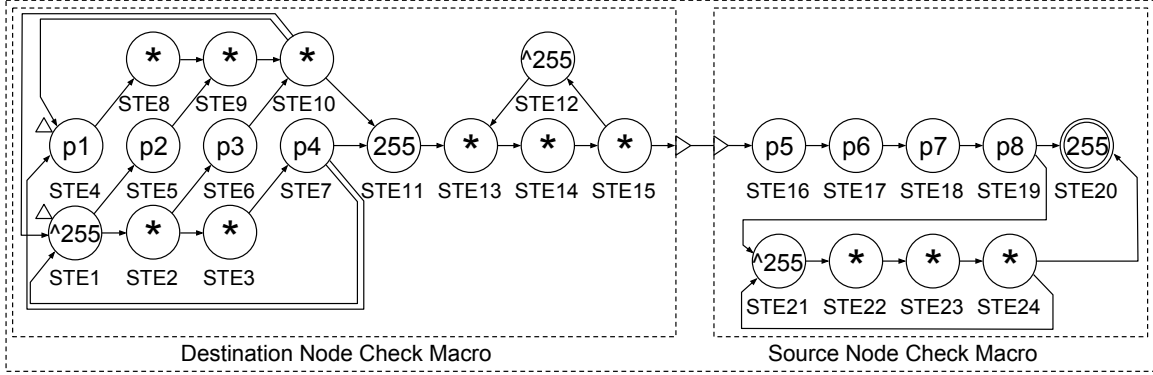 * * * ^255
STE8 STE9 STE10 STE12
p1 p2 p3 p4 255 * * * p5 p6 p7 p8 255
STE4 STE5 STE6 STE7 STE11 STE13 STE14 STE15 STE16 STE17 STE18 STE19 STE20
^255 * * ^255 * * *
STE1 STE2 STE3 STE21 STE22 STE23 STE24
Destination Node Check Macro Source Node Check Macro